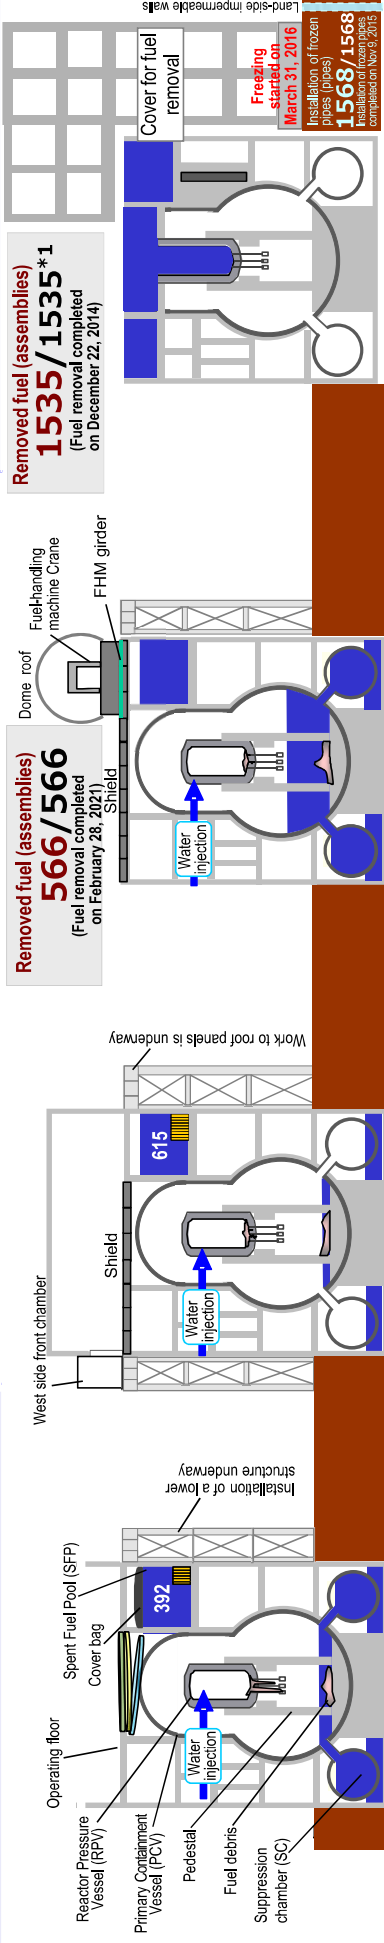 Operating floor
Reactor Pressure
Vessel (RPV)
Primary Containment
Vessel (PCV)
Pedestal
Fuel debris
Suppression
chamber (SC)
Spent Fuel Pool (SFP)
Cover bag
392
Water
injection
Installation of a lower
structure underway
West side front chamber
Shield
615
Water
injection
Work to roof panels is underway
Removed fuel (assemblies)
566/566
(Fuel removal completed
on February 28, 2021)
Shield
Dome roof
Fuel-handling
machine Crane
FHM girder
Water
injection
Removed fuel (assemblies)
1535/1535*1
(Fuel removal completed
on December 22, 2014)
Cover for fuel
removal
Freezing
started on
March 31, 2016
Land-side impermeable walls
Installation of frozen
pipes (pipes)
1568/1568
Installation of frozen pipes
completed on Nov 9, 2015